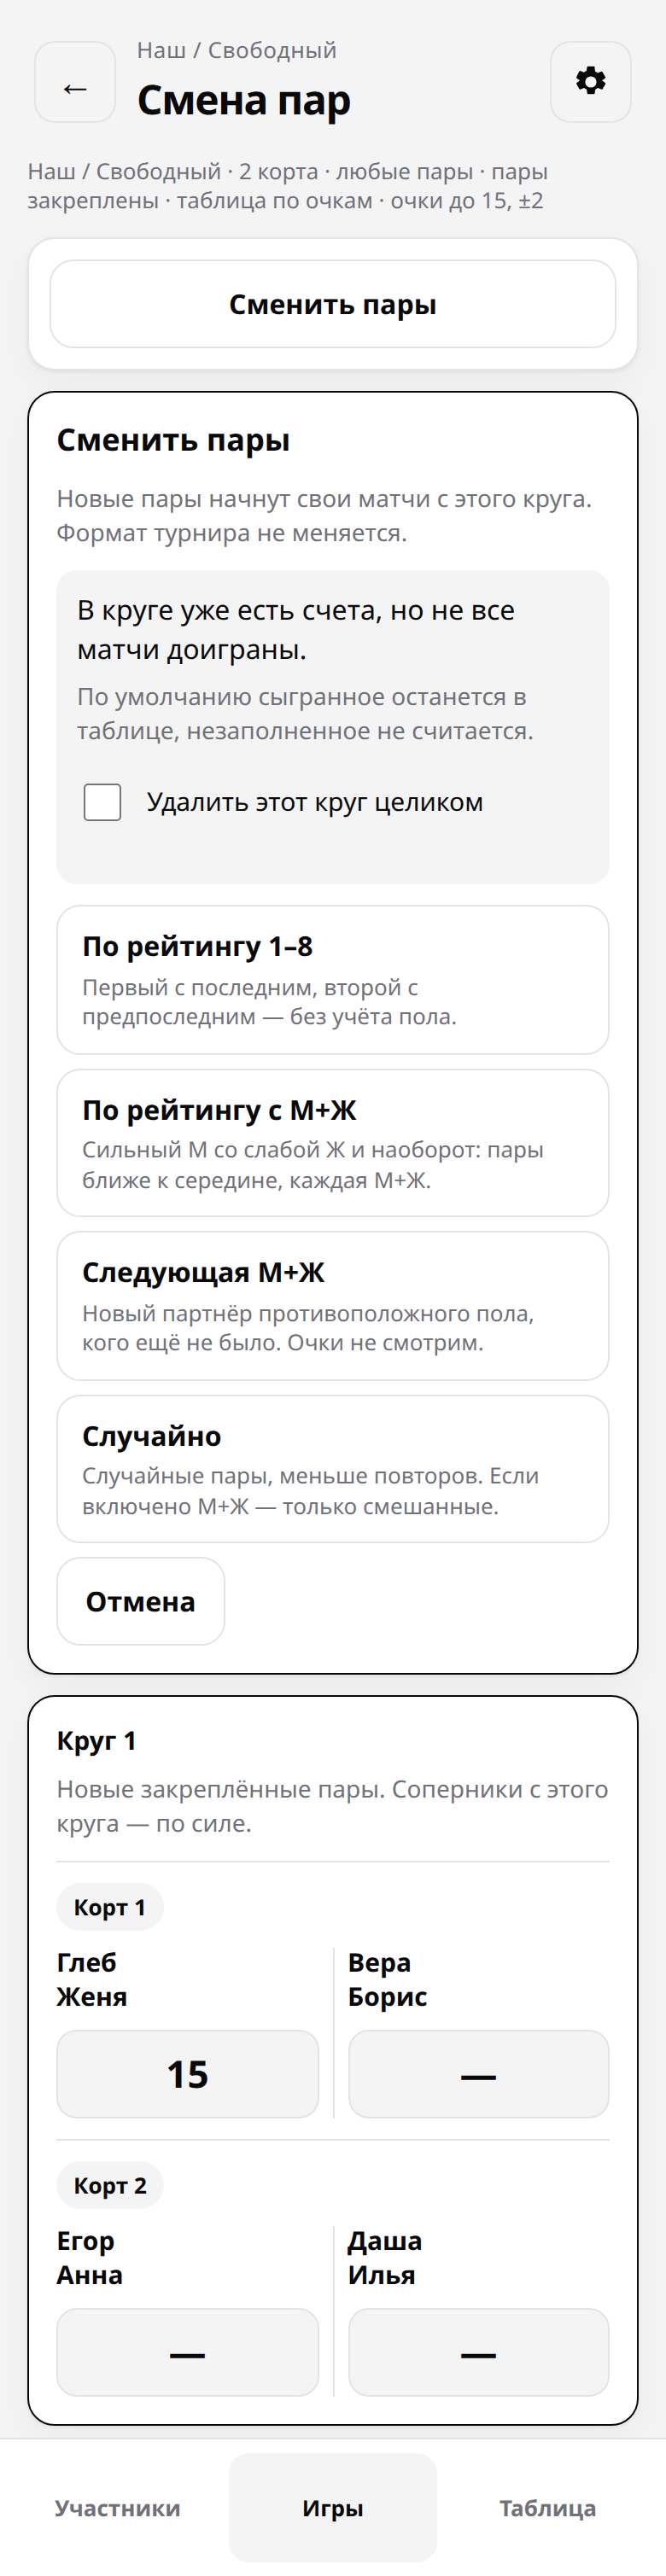 ←
Наш / Свободный
Смена пар
Наш / Свободный · 2 корта · любые пары · пары
закреплены · таблица по очкам · очки до 15, ±2
Сменить пары
Сменить пары
Новые пары начнут свои матчи с этого круга.
Формат турнира не меняется.
В круге уже есть счета, но не все
матчи доиграны.
По умолчанию сыгранное останется в
таблице, незаполненное не считается.
Удалить этот круг целиком
По рейтингу 1–8
Первый с последним, второй с
предпоследним — без учёта пола.
По рейтингу с М+Ж
Сильный М со слабой Ж и наоборот: пары
ближе к середине, каждая М+Ж.
Следующая М+Ж
Новый партнёр противоположного пола,
кого ещё не было. Очки не смотрим.
Случайно
Случайные пары, меньше повторов. Если
включено М+Ж — только смешанные.
Отмена
Круг 1
Новые закреплённые пары. Соперники с этого
круга — по силе.
Корт 1
Глеб
Женя
Вера
Борис
15
—
Корт 2
Егор
Анна
Даша
Илья
—
—
Участники
Игры
Таблица